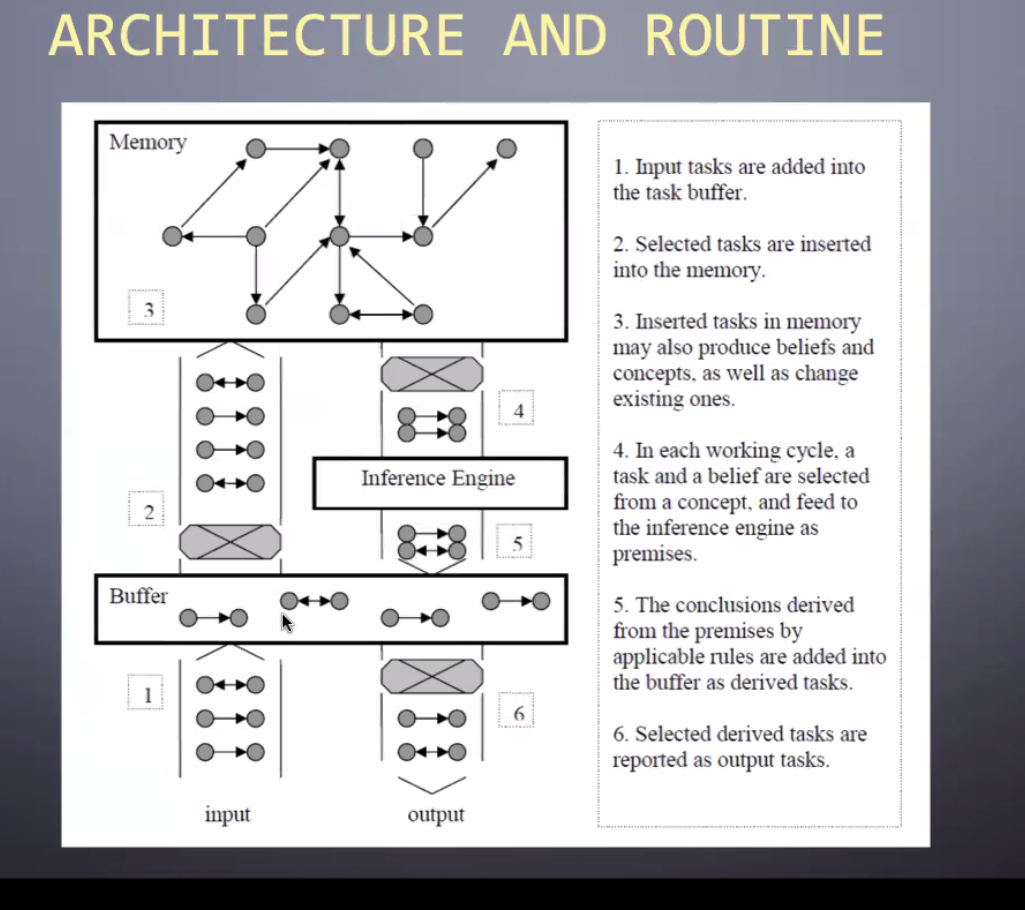 ARCHITECTURE AND ROUTINE
Memory
3
4
Inference Engine
2
5
Buffer
1
6
input
output
1. Input tasks are added into
the task buffer.
2. Selected tasks are inserted
into the memory.
3. Inserted tasks in memory
may also produce beliefs and
concepts, as well as change
existing ones.
4. In each working cycle, a
task and a belief are selected
from a concept, and feed to
the inference engine as
premises.
5. The conclusions derived
from the premises by
applicable rules are added into
the buffer as derived tasks.
6. Selected derived tasks are
reported as output tasks.